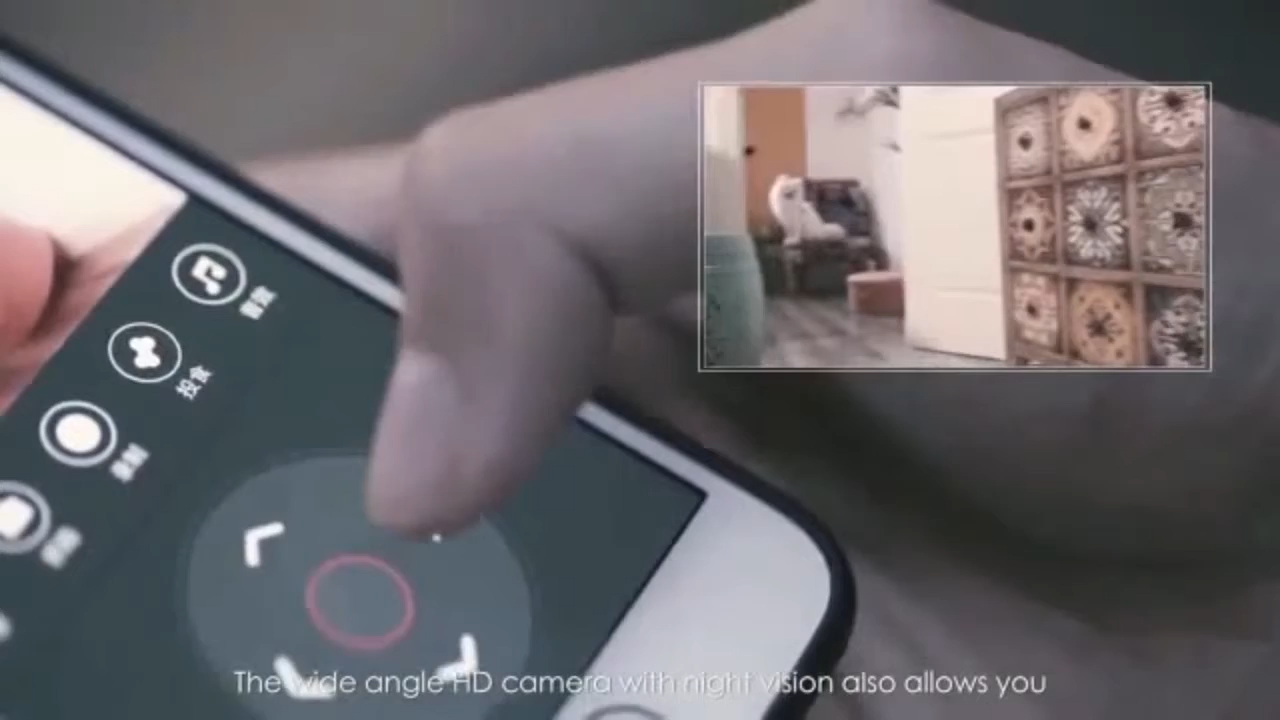 投食
The wide angle HD camera with night vision also allows you